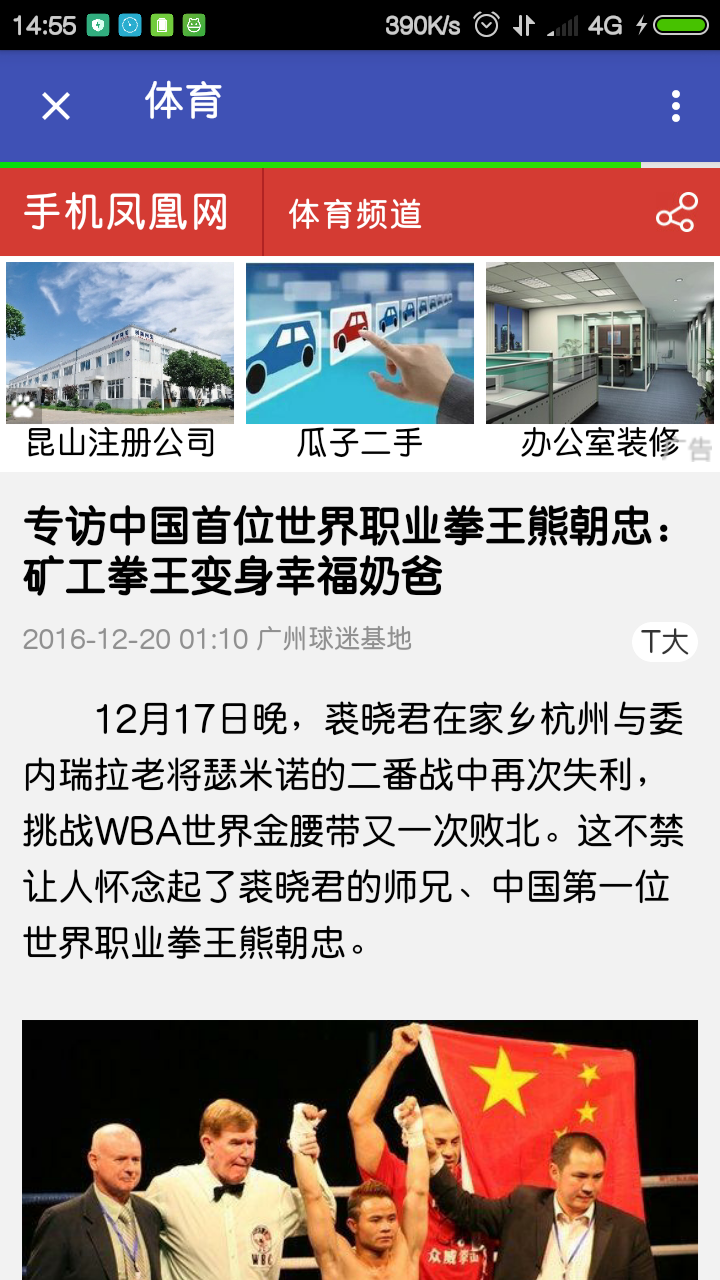 14:55 390K/s 4G
体育
手机凤凰网 体育频道
昆山注册公司 瓜子二手 办公室装修
广告
专访中国首位世界职业拳王熊朝忠：
矿工拳王变身幸福奶爸
2016-12-20 01:10 广州球迷基地 T大
12月17日晚，裘晓君在家乡杭州与委
内瑞拉老将瑟米诺的二番战中再次失利，
挑战WBA世界金腰带又一次败北。这不禁
让人怀念起了裘晓君的师兄、中国第一位
世界职业拳王熊朝忠。
WBC
众威拳击